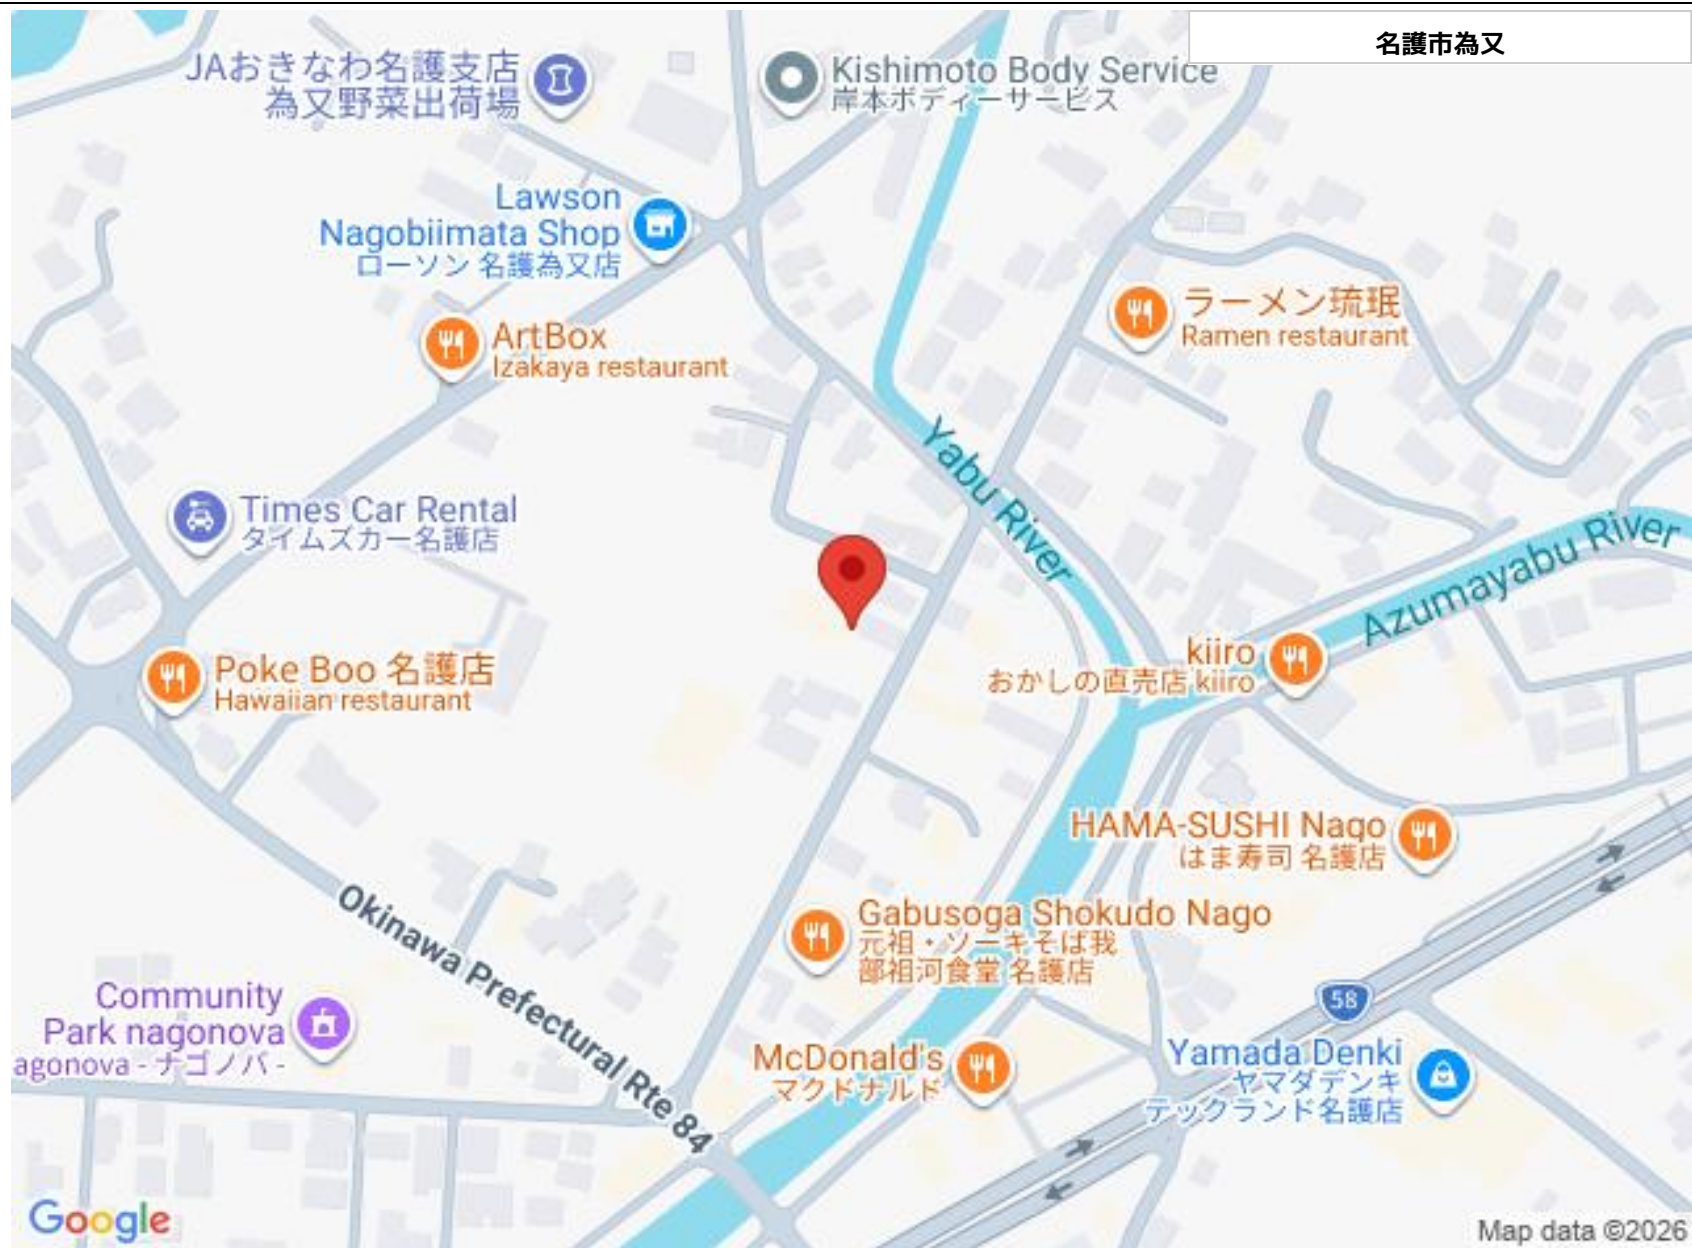 名護市為又
JAおきなわ名護支店
為又野菜出荷場
Kishimoto Body Service
岸本ボディーサービス
Lawson
Nagobiimata Shop
ローソン 名護為又店
ラーメン琉珉
Ramen restaurant
ArtBox
Izakaya restaurant
Yabu River
Times Car Rental
タイムズカー名護店
Azumayabu River
kiiro
おかしの直売店 kiiro
Poke Boo 名護店
Hawaiian restaurant
HAMA-SUSHI Nago
はま寿司 名護店
Okinawa Prefectural Rte 84
Gabusoga Shokudo Nago
元祖・ソーキそば我
部祖河食堂 名護店
58
Community
Park nagonova
agonova - ナゴノバ -
McDonald's
マクドナルド
Yamada Denki
ヤマダデンキ
テックランド名護店
Google
Map data ©2026